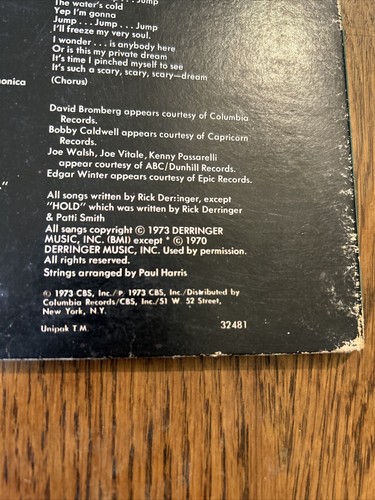 Jump . . . Jump . . . Jump
The water's cold
Yep I'm gonna
Jump . . . Jump . . . Jump
I'll freeze my very soul.
I wonder . . . is anybody here
Or is this my private dream
It's time I pinched myself to see
It's such a scary, scary, scary—dream
(Chorus)
monica
David Bromberg appears courtesy of Columbia
Records.
Bobby Caldwell appears courtesy of Capricorn
Records.
Joe Walsh, Joe Vitale, Kenny Passarelli
appear courtesy of ABC/Dunhill Records.
Edgar Winter appears courtesy of Epic Records.
"
All songs written by Rick Derringer, except
"HOLD" which was written by Rick Derringer
& Patti Smith
All songs copyright © 1973 DERRINGER
MUSIC, INC. (BMI) except * © 1970
DERRINGER MUSIC, INC. Used by permission.
All rights reserved.
Strings arranged by Paul Harris
© 1973 CBS, Inc./℗ 1973 CBS, Inc./Distributed by
Columbia Records/CBS, Inc./51 W 52 Street,
New York, N.Y.
Unipak TM
32481